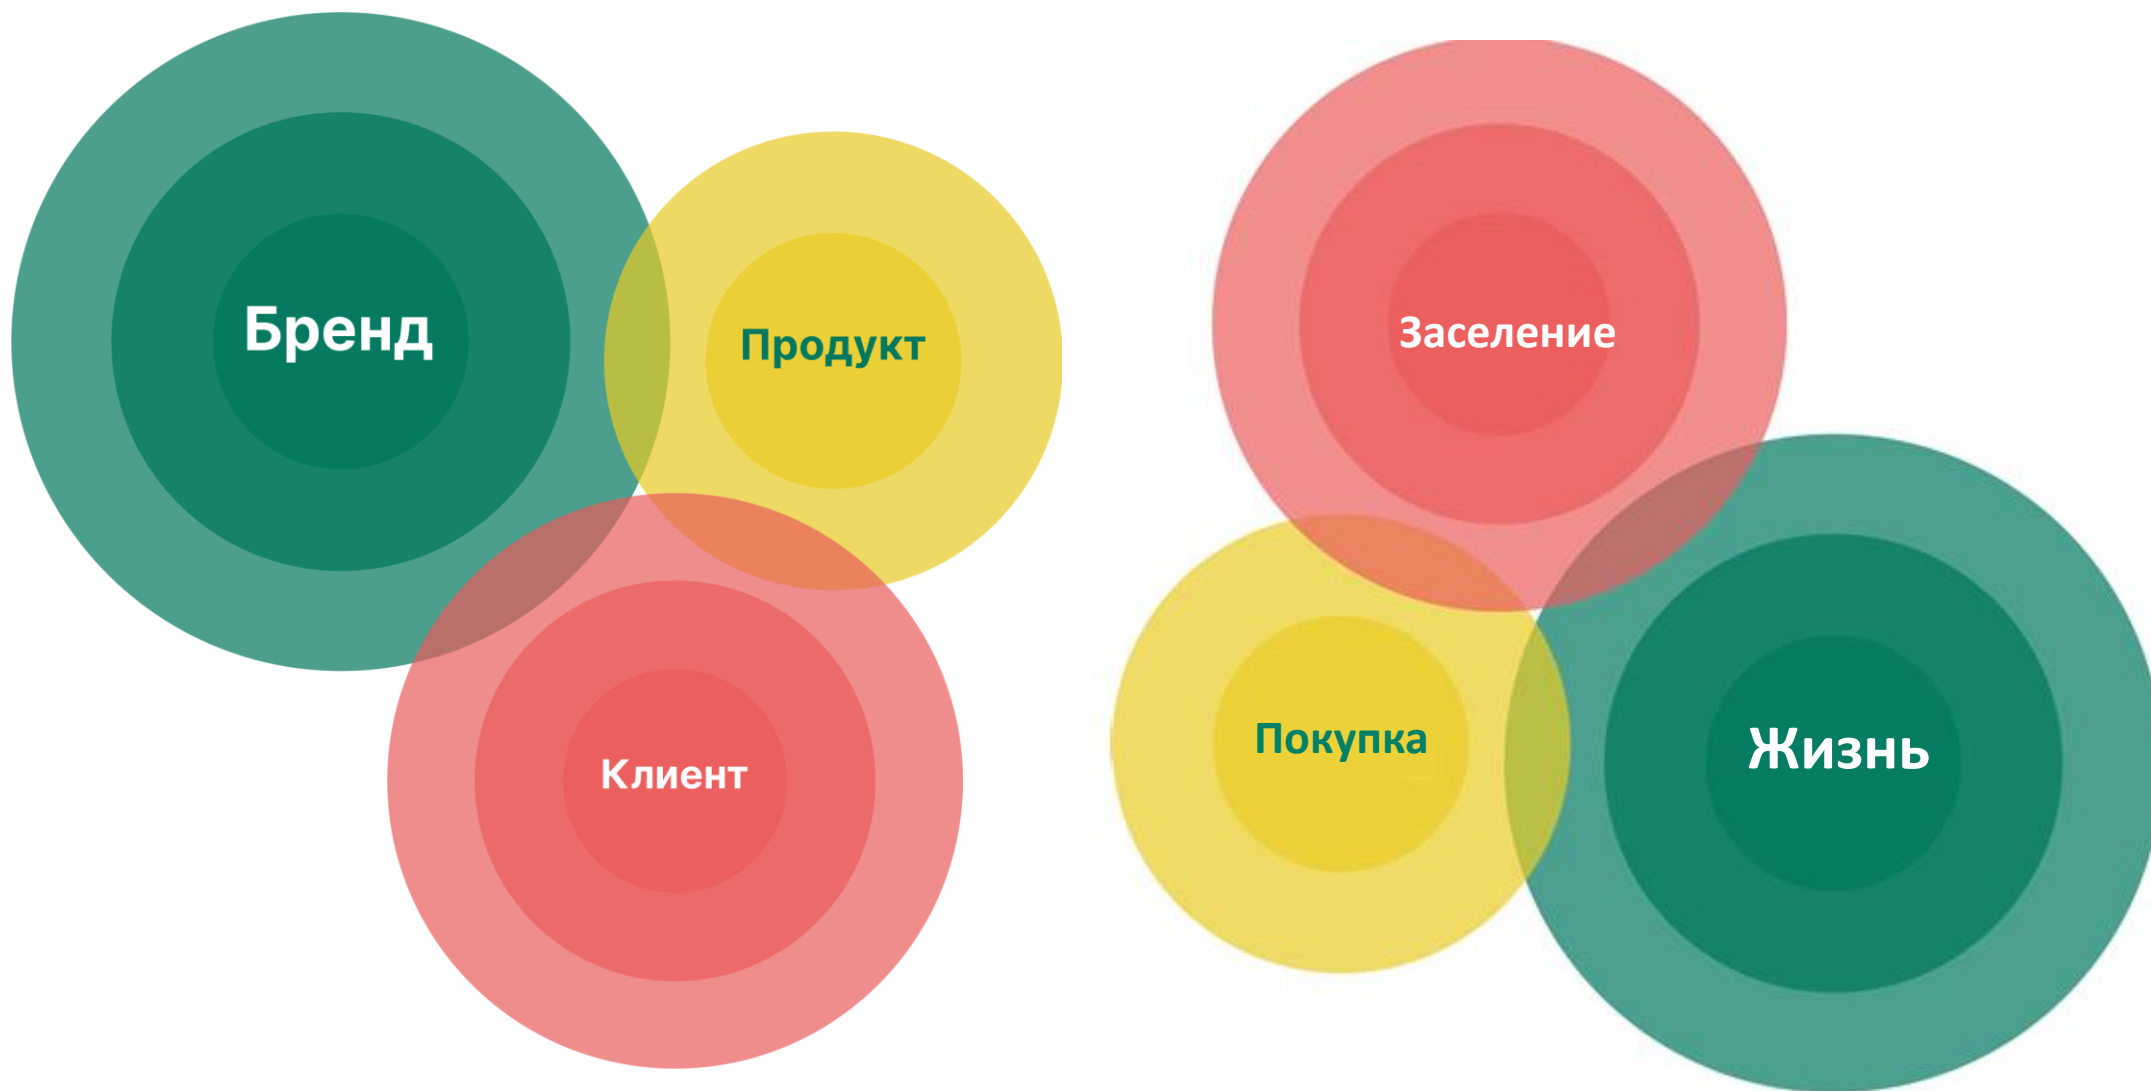 Бренд
Продукт
Клиент
Заселение
Покупка
Жизнь